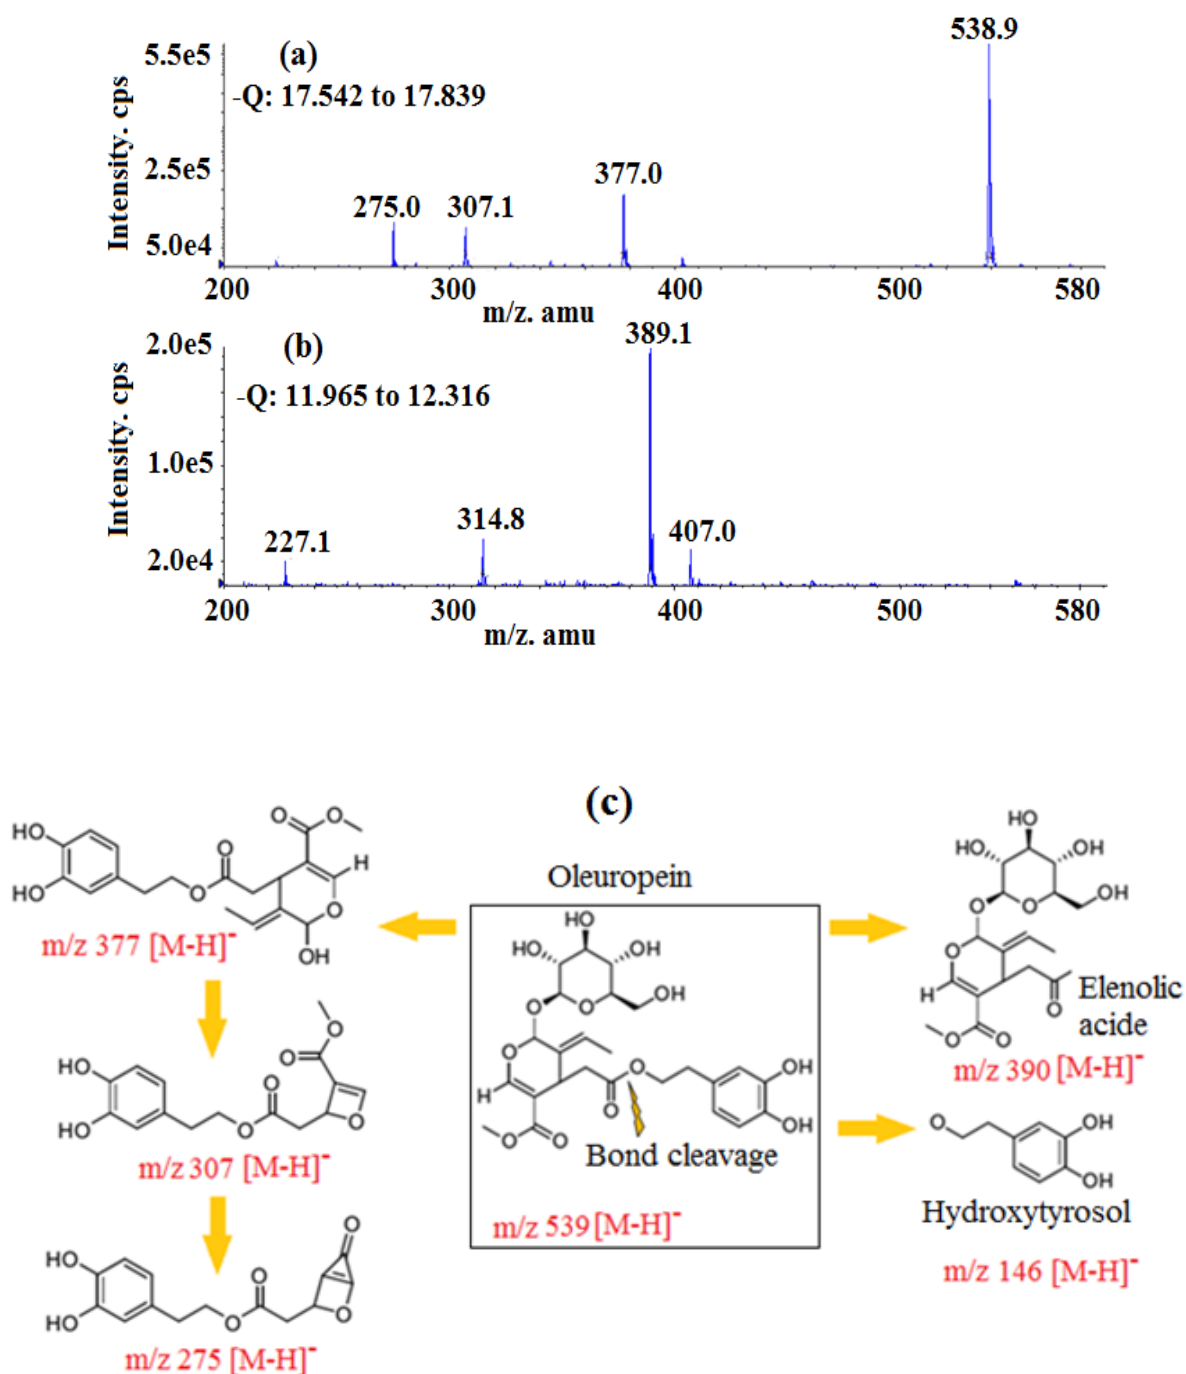 538.9
5.5e5
(a)
-Q: 17.542 to 17.839
Intensity. cps
2.5e5
377.0
275.0
307.1
5.0e4
200
300
400
500
580
m/z. amu
389.1
2.0e5
(b)
-Q: 11.965 to 12.316
Intensity. cps
1.0e5
314.8
407.0
227.1
2.0e4
200
300
400
500
580
m/z. amu
(c)
HO
HO
O
O
O
O
H
O
OH
m/z 377 [M-H]-
O
O
HO
HO
O
O
O
m/z 307 [M-H]-
O
HO
HO
O
O
O
m/z 275 [M-H]-
Oleuropein
HO
HO
OH
O
OH
O
O
H
O
O
O
O
OH
OH
Bond cleavage
m/z 539 [M-H]-
HO
HO
OH
O
O
OH
O
H
O
O
O
Elenolic
acide
m/z 390 [M-H]-
O
OH
OH
Hydroxytyrosol
m/z 146 [M-H]-